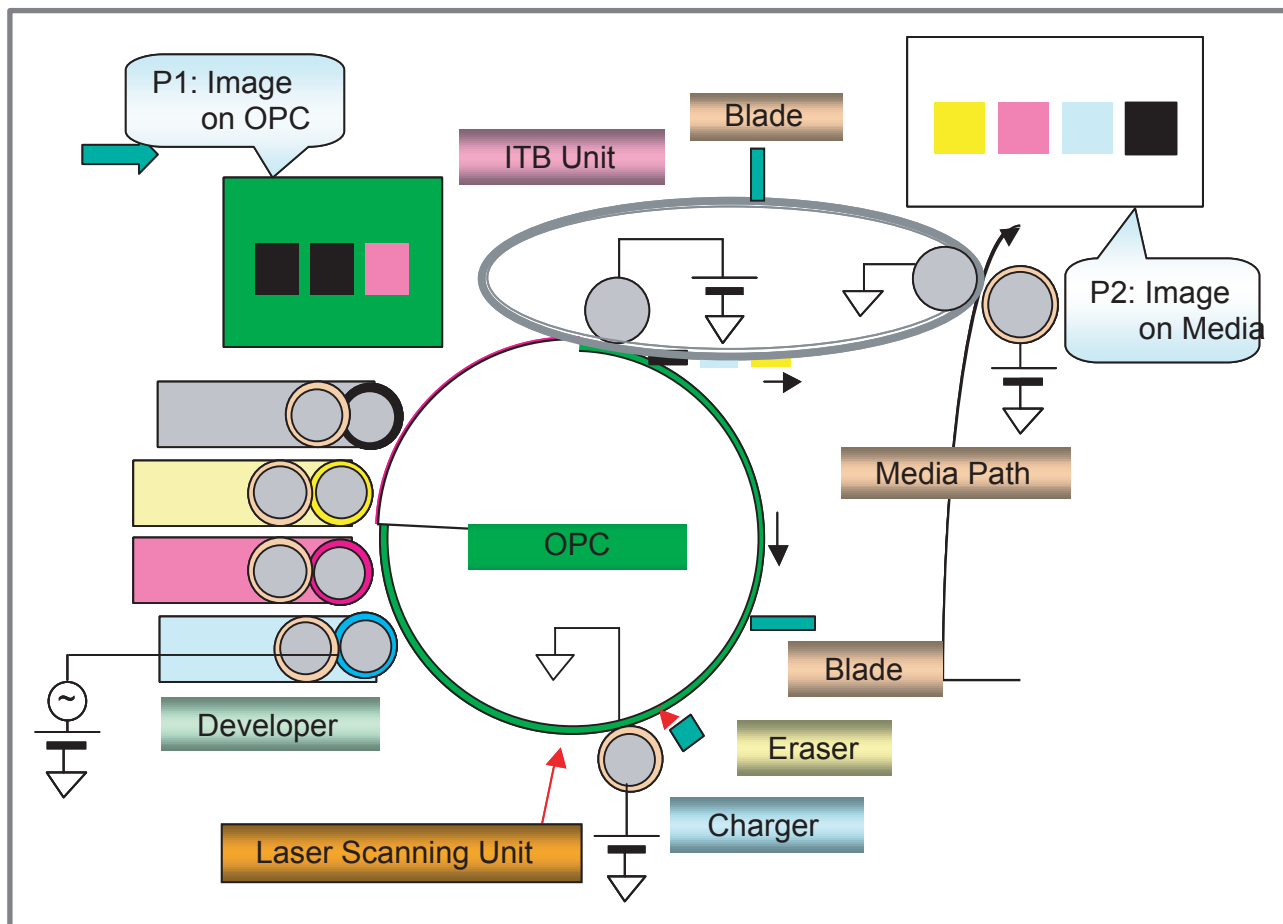 P1: Image
on OPC
Blade
ITB Unit
P2: Image
on Media
Media Path
OPC
Blade
~
Developer
Eraser
Charger
Laser Scanning Unit